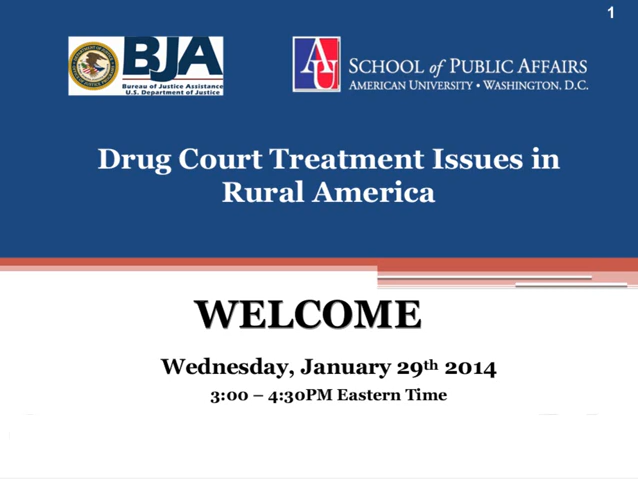 1
BJA
Bureau of Justice Assistance
U.S. Department of Justice
AU
SCHOOL of PUBLIC AFFAIRS
AMERICAN UNIVERSITY • WASHINGTON, D.C.
Drug Court Treatment Issues in
Rural America
WELCOME
Wednesday, January 29th 2014
3:00 – 4:30PM Eastern Time